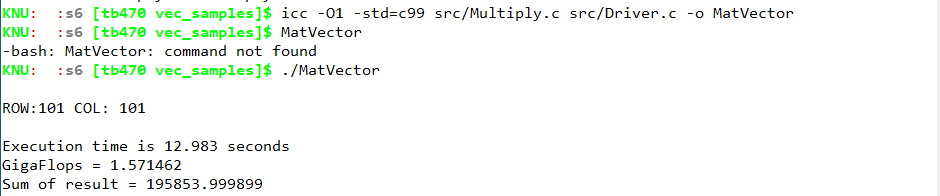 KNU:  :s6 [tb470 vec_samples]$ icc -O1 -std=c99 src/Multiply.c src/Driver.c -o MatVector
KNU:  :s6 [tb470 vec_samples]$ MatVector
-bash: MatVector: command not found
KNU:  :s6 [tb470 vec_samples]$ ./MatVector
ROW:101 COL: 101
Execution time is 12.983 seconds
GigaFlops = 1.571462
Sum of result = 195853.999899